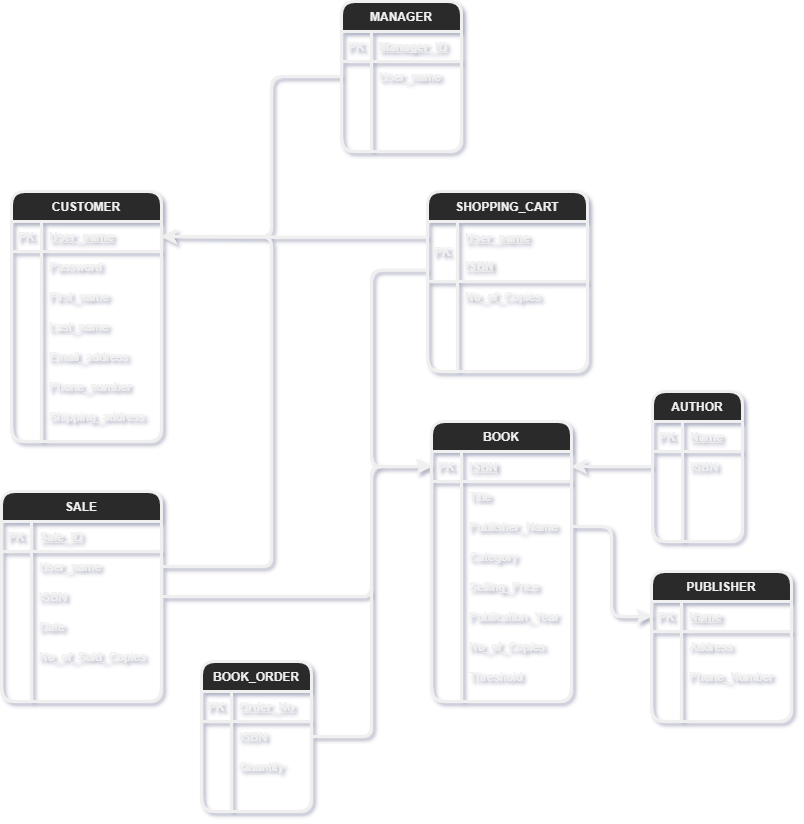 MANAGER
PK Manager_ID
User_name
CUSTOMER
PK User_name
Password
First_name
Last_name
Email_address
Phone_number
Shipping_address
SHOPPING_CART
PK
User_name
ISBN
No_of_Copies
AUTHOR
PK Name
ISBN
BOOK
PK ISBN
Title
Publisher_Name
Category
Selling_Price
Publication_Year
No_of_Copies
Threshold
SALE
PK Sale_ID
User_name
ISBN
Date
No_of_Sold_Copies
PUBLISHER
PK Name
Address
Phone_Number
BOOK_ORDER
PK Order_No
ISBN
Quantity